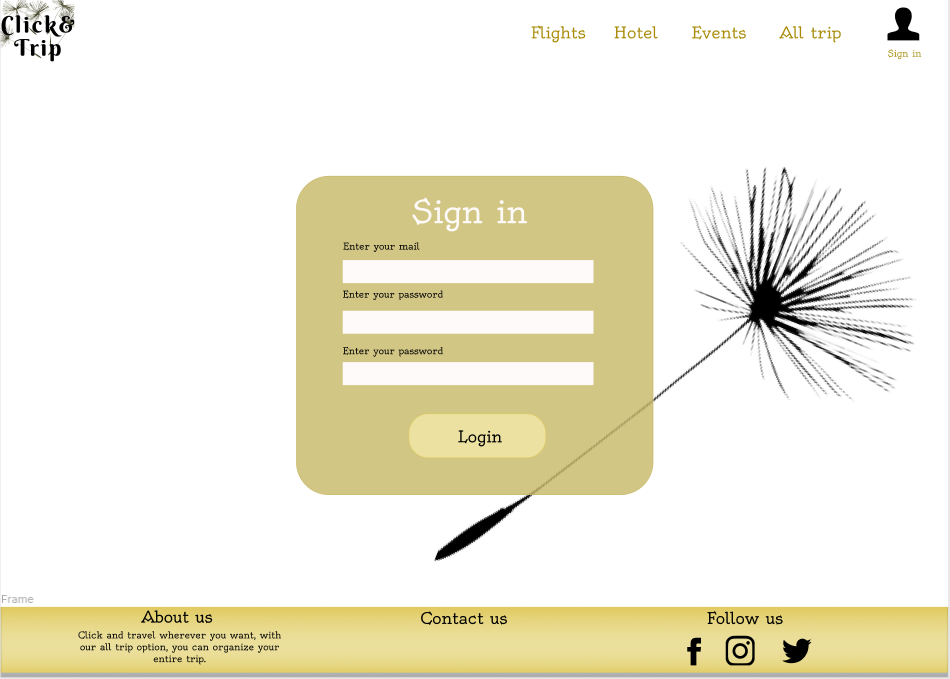 Click&
Trip
Flights Hotel Events All trip
Sign in
Sign in
Enter your mail
Enter your password
Enter your password
Login
Frame
About us
Click and travel wherever you want, with
our all trip option, you can organize your
entire trip.
Contact us
Follow us